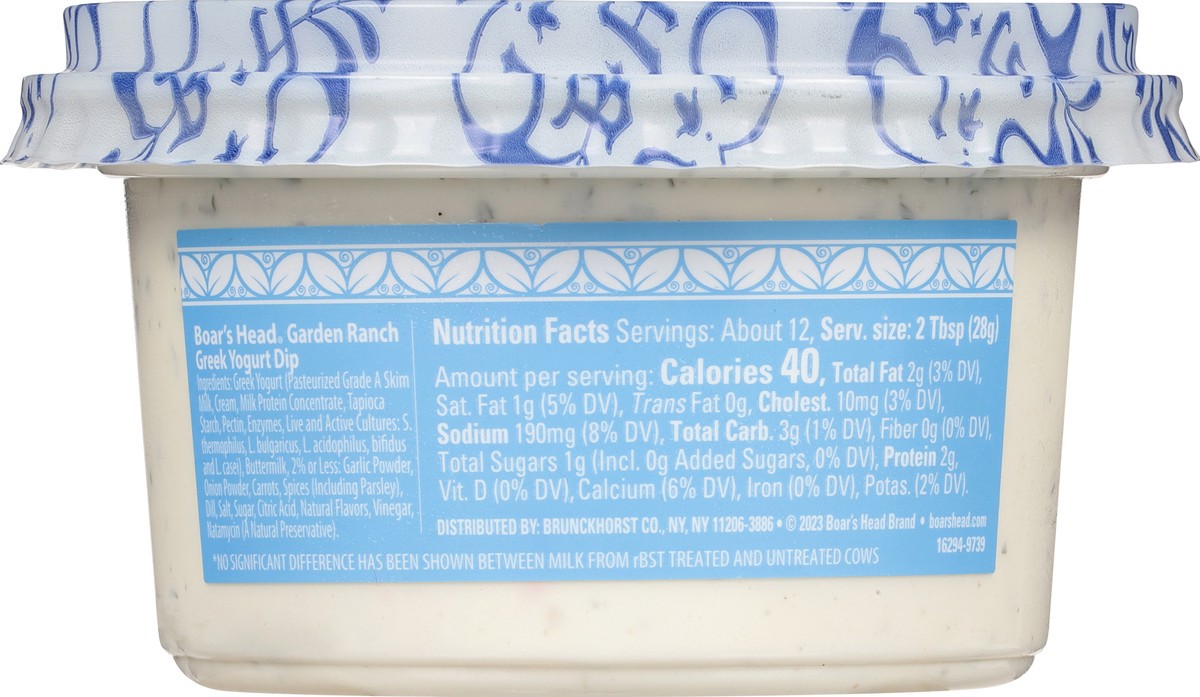 Boar's Head® Garden Ranch
Greek Yogurt Dip
Ingredients: Greek Yogurt (Pasteurized Grade A Skim
Milk, Cream, Milk Protein Concentrate, Tapioca
Starch, Pectin, Enzymes, Live and Active Cultures: S.
thermophilus, L. bulgaricus, L. acidophilus, bifidus
and L. casei), Buttermilk, 2% or Less: Garlic Powder,
Onion Powder, Carrots, Spices (Including Parsley),
Dill, Salt, Sugar, Citric Acid, Natural Flavors, Vinegar,
Natamycin (A Natural Preservative).
Nutrition Facts Servings: About 12, Serv. size: 2 Tbsp (28g)
Amount per serving: Calories 40, Total Fat 2g (3% DV),
Sat. Fat 1g (5% DV), Trans Fat 0g, Cholest. 10mg (3% DV),
Sodium 190mg (8% DV), Total Carb. 3g (1% DV), Fiber 0g (0% DV),
Total Sugars 1g (Incl. 0g Added Sugars, 0% DV), Protein 2g,
Vit. D (0% DV), Calcium (6% DV), Iron (0% DV), Potas. (2% DV).
DISTRIBUTED BY: BRUNCKHORST CO., NY, NY 11206-3886 • © 2023 Boar's Head Brand • boarshead.com
16294-9739
*NO SIGNIFICANT DIFFERENCE HAS BEEN SHOWN BETWEEN MILK FROM rBST TREATED AND UNTREATED COWS